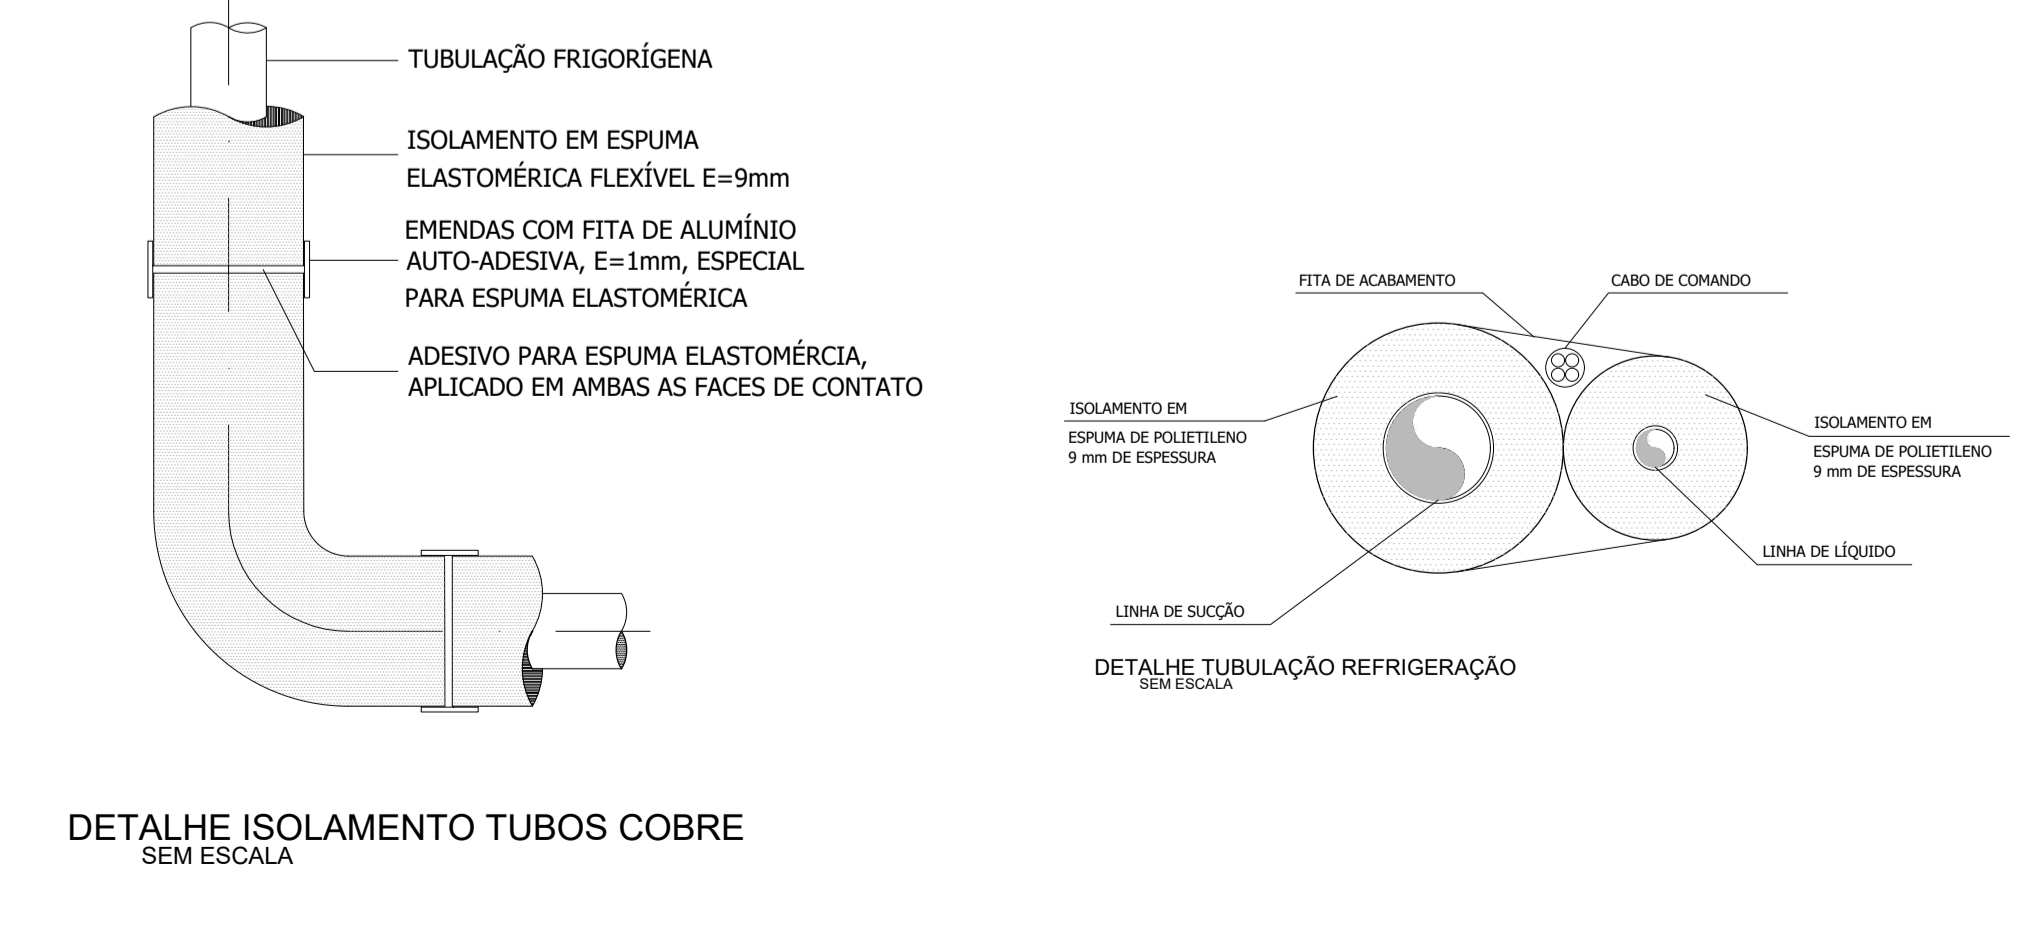 TUBULAÇÃO FRIGORÍGENA
ISOLAMENTO EM ESPUMA
ELASTOMÉRICA FLEXÍVEL E=9mm
EMENDAS COM FITA DE ALUMÍNIO
AUTO-ADESIVA, E=1mm, ESPECIAL
PARA ESPUMA ELASTOMÉRICA
ADESIVO PARA ESPUMA ELASTOMÉRCIA,
APLICADO EM AMBAS AS FACES DE CONTATO
DETALHE ISOLAMENTO TUBOS COBRE
SEM ESCALA
FITA DE ACABAMENTO
CABO DE COMANDO
ISOLAMENTO EM
ESPUMA DE POLIETILENO
9 mm DE ESPESSURA
ISOLAMENTO EM
ESPUMA DE POLIETILENO
9 mm DE ESPESSURA
LINHA DE LÍQUIDO
LINHA DE SUCÇÃO
DETALHE TUBULAÇÃO REFRIGERAÇÃO
SEM ESCALA